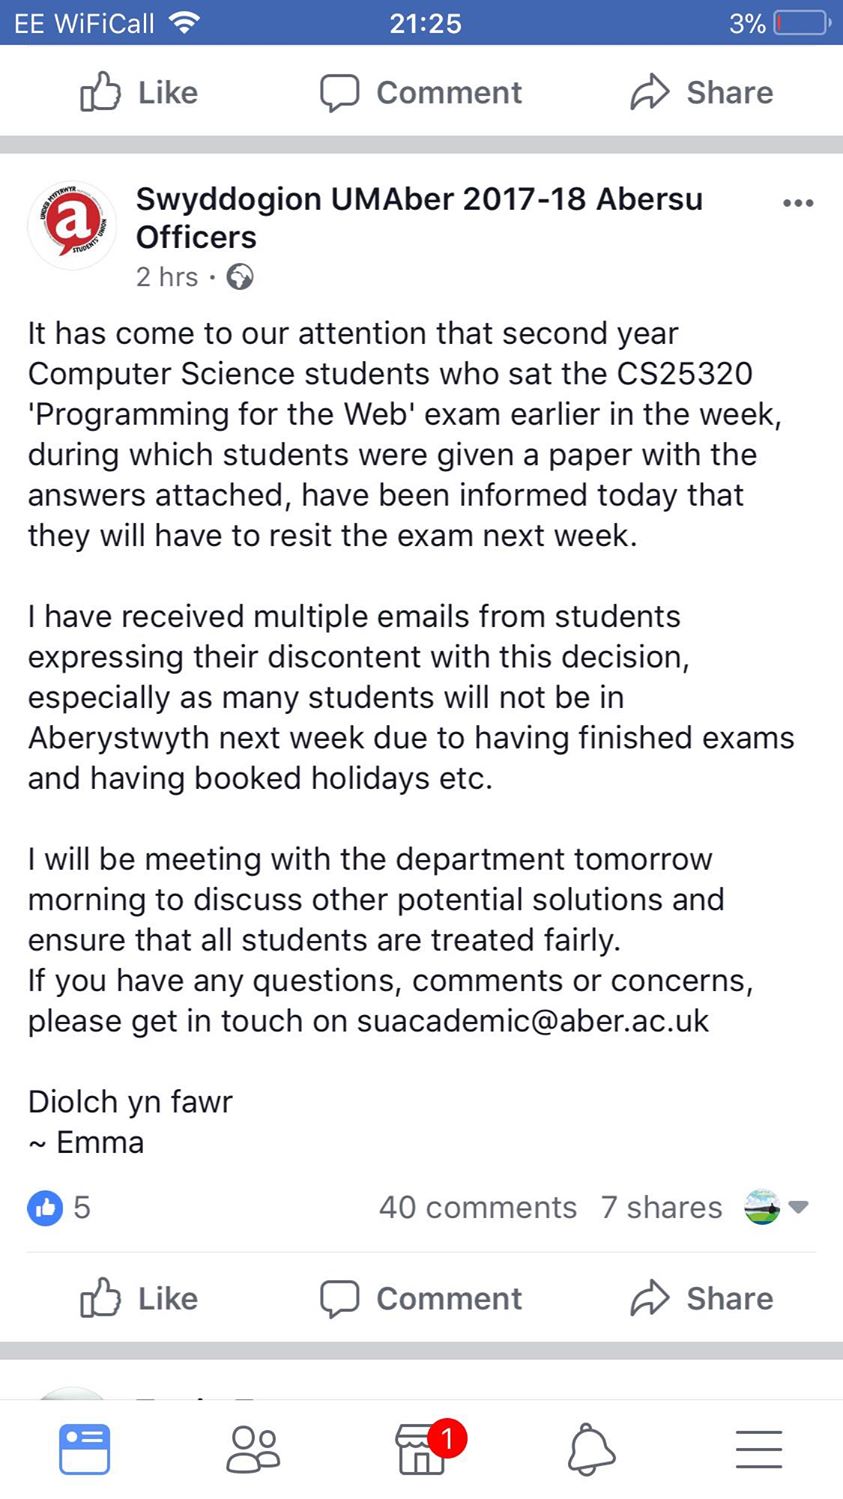 EE WiFiCall 21:25 3%
Like Comment Share
Swyddogion UMAber 2017-18 Abersu
Officers
2 hrs ·
a
STUDENTS' UNION
It has come to our attention that second year
Computer Science students who sat the CS25320
'Programming for the Web' exam earlier in the week,
during which students were given a paper with the
answers attached, have been informed today that
they will have to resit the exam next week.
I have received multiple emails from students
expressing their discontent with this decision,
especially as many students will not be in
Aberystwyth next week due to having finished exams
and having booked holidays etc.
I will be meeting with the department tomorrow
morning to discuss other potential solutions and
ensure that all students are treated fairly.
If you have any questions, comments or concerns,
please get in touch on suacademic@aber.ac.uk
Diolch yn fawr
~ Emma
5 40 comments 7 shares
Like Comment Share
1